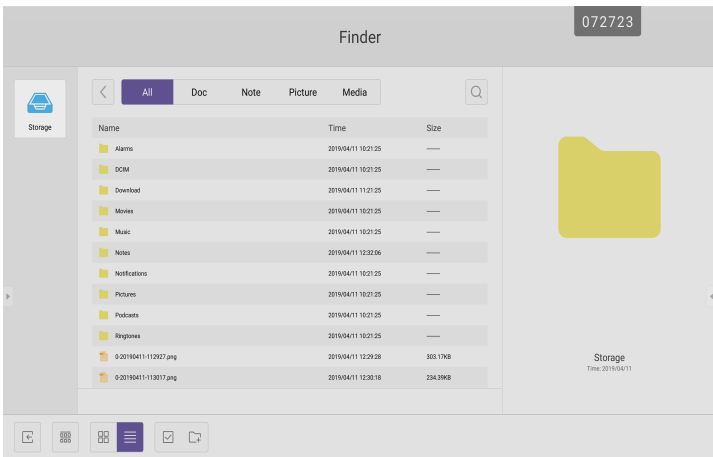 072723
Finder
All Doc Note Picture Media
Storage
Name Time Size
Alarms 2019/04/11 10:21:25 ——
DCIM 2019/04/11 10:21:25 ——
Download 2019/04/11 11:21:25 ——
Movies 2019/04/11 10:21:25 ——
Music 2019/04/11 10:21:25 ——
Notes 2019/04/11 12:32.06 ——
Notifications 2019/04/11 10:21:25 ——
Pictures 2019/04/11 10:21:25 ——
Podcasts 2019/04/11 10:21:25 ——
Ringtones 2019/04/11 10:21:25 ——
0-20190411-112927.png 2019/04/11 12:29:28 303.17KB
0-20190411-113017.png 2019/04/11 12:30:18 234.39KB
Storage
Time: 2019/04/11